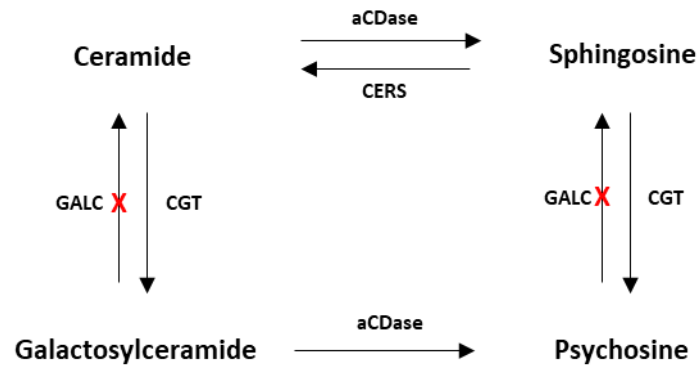 aCDase
Ceramide
Sphingosine
CERS
GALC X CGT
GALC X CGT
aCDase
Galactosylceramide
Psychosine